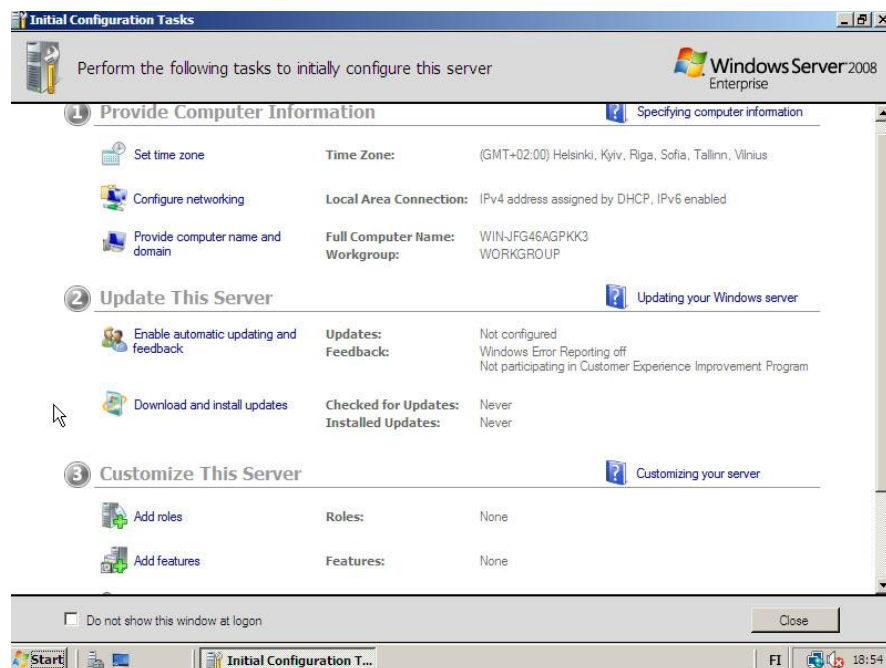 Initial Configuration Tasks
Perform the following tasks to initially configure this server
Windows Server 2008
Enterprise
1 Provide Computer Information
Specifying computer information
Set time zone Time Zone: (GMT+02:00) Helsinki, Kyiv, Riga, Sofia, Tallinn, Vilnius
Configure networking Local Area Connection: IPv4 address assigned by DHCP, IPv6 enabled
Provide computer name and domain
Full Computer Name: WIN-JFG46AGPKK3
Workgroup: WORKGROUP
2 Update This Server
Updating your Windows server
Enable automatic updating and feedback
Updates: Not configured
Feedback: Windows Error Reporting off
Not participating in Customer Experience Improvement Program
Download and install updates
Checked for Updates: Never
Installed Updates: Never
3 Customize This Server
Customizing your server
Add roles Roles: None
Add features Features: None
Do not show this window at logon
Close
Start
Initial Configuration T...
FI
18:54